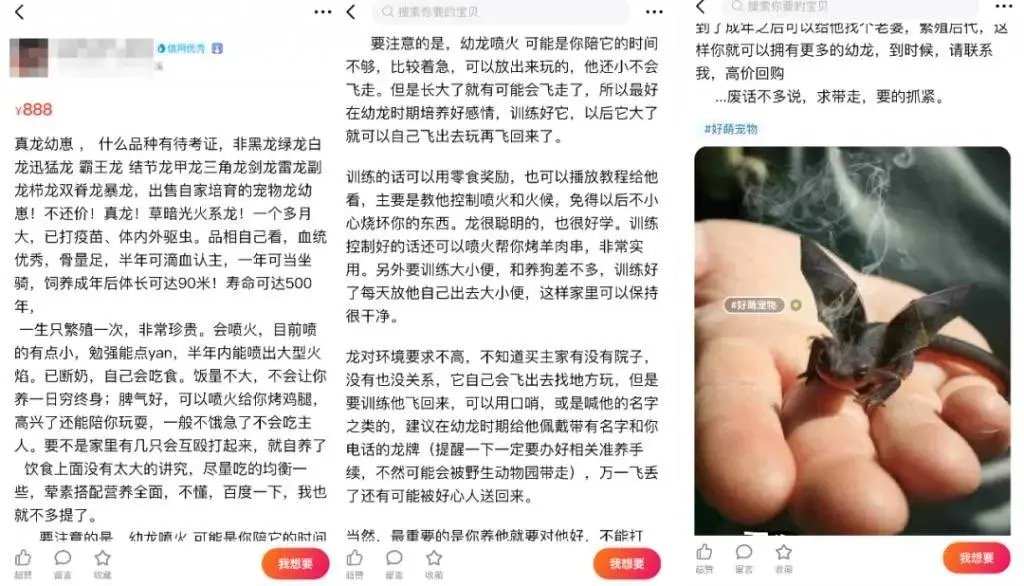 信用优秀
¥888
真龙幼崽 ， 什么品种有待考证，非黑龙绿龙白
龙迅猛龙 霸王龙 结节龙甲龙三角龙剑龙雷龙副
龙栉龙双脊龙暴龙，出售自家培育的宠物龙幼
崽！不还价！真龙！草暗光火系龙！一个多月
大，已打疫苗、体内外驱虫。品相自己看，血统
优秀，骨量足，半年可滴血认主，一年可当坐
骑，饲养成年后体长可达90米！寿命可达500
年，
一生只繁殖一次，非常珍贵。会喷火，目前喷
的有点小，勉强能点yan，半年内能喷出大型火
焰。已断奶，自己会吃食。饭量不大，不会让你
养一日穷终身；脾气好，可以喷火给你烤鸡腿，
高兴了还能陪你玩耍，一般不饿急了不会吃主
人。要不是家里有几只会互殴打起来，就自养了
饮食上面没有太大的讲究，尽量吃的均衡一
些，荤素搭配营养全面，不懂，百度一下，我也
就不多提了。
要注意的是，幼龙喷火 可能是你陪它的时间
超赞
留言
收藏
我想要
搜索你要的宝贝
要注意的是，幼龙喷火 可能是你陪它的时间
不够，比较着急，可以放出来玩的，他还小不会
飞走。但是长大了就有可能会飞走了，所以最好
在幼龙时期培养好感情，训练好它，以后它大了
就可以自己飞出去玩再飞回来了。
训练的话可以用零食奖励，也可以播放教程给他
看，主要是教他控制喷火和火候，免得以后不小
心烧坏你的东西。龙很聪明的，也很好学。训练
控制好的话还可以喷火帮你烤羊肉串，非常实
用。另外要训练大小便，和养狗差不多，训练好
了每天放他自己出去大小便，这样家里可以保持
很干净。
龙对环境要求不高，不知道买主家有没有院子，
没有也没关系，它自己会飞出去找地方玩，但是
要训练他飞回来，可以用口哨，或是喊他的名字
之类的，建议在幼龙时期给他佩戴带有名字和你
电话的龙牌（提醒一下一定要办好相关准养手
续，不然可能会被野生动物园带走），万一飞丢
了还有可能被好心人送回来。
当然，最重要的是你养他就要对他好，不能打
超赞
留言
收藏
我想要
搜索你要的宝贝
到了成年之后可以给他找个老婆，繁殖后代，这
样你就可以拥有更多的幼龙，到时候，请联系
我，高价回购
...废话不多说，求带走，要的抓紧。
#好萌宠物
#好萌宠物
超赞
留言
收藏
我想要